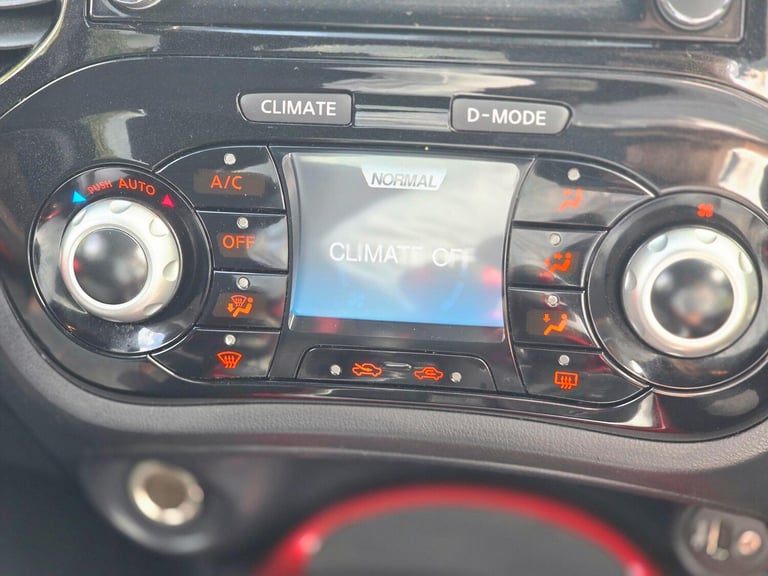 CLIMATE
D-MODE
PUSH AUTO
A/C
NORMAL
OFF
CLIMATE OFF